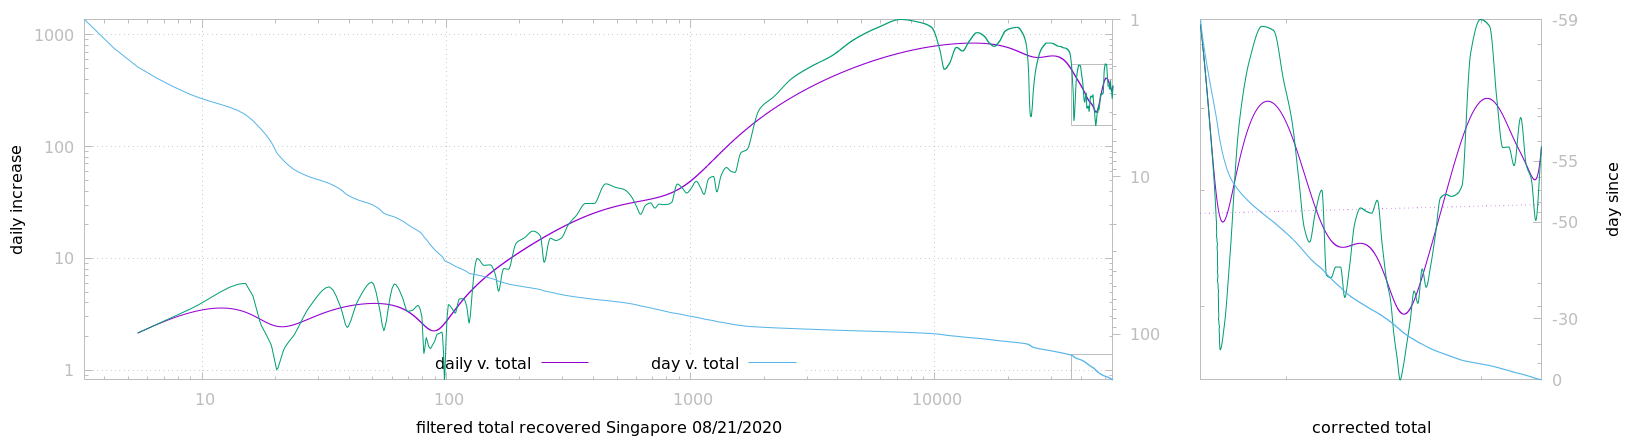 1000
100
10
1
daily increase
10
100
1000
10000
1
10
100
daily v. total
day v. total
filtered total recovered Singapore 08/21/2020
-59
-55
-50
-30
0
day since
corrected total